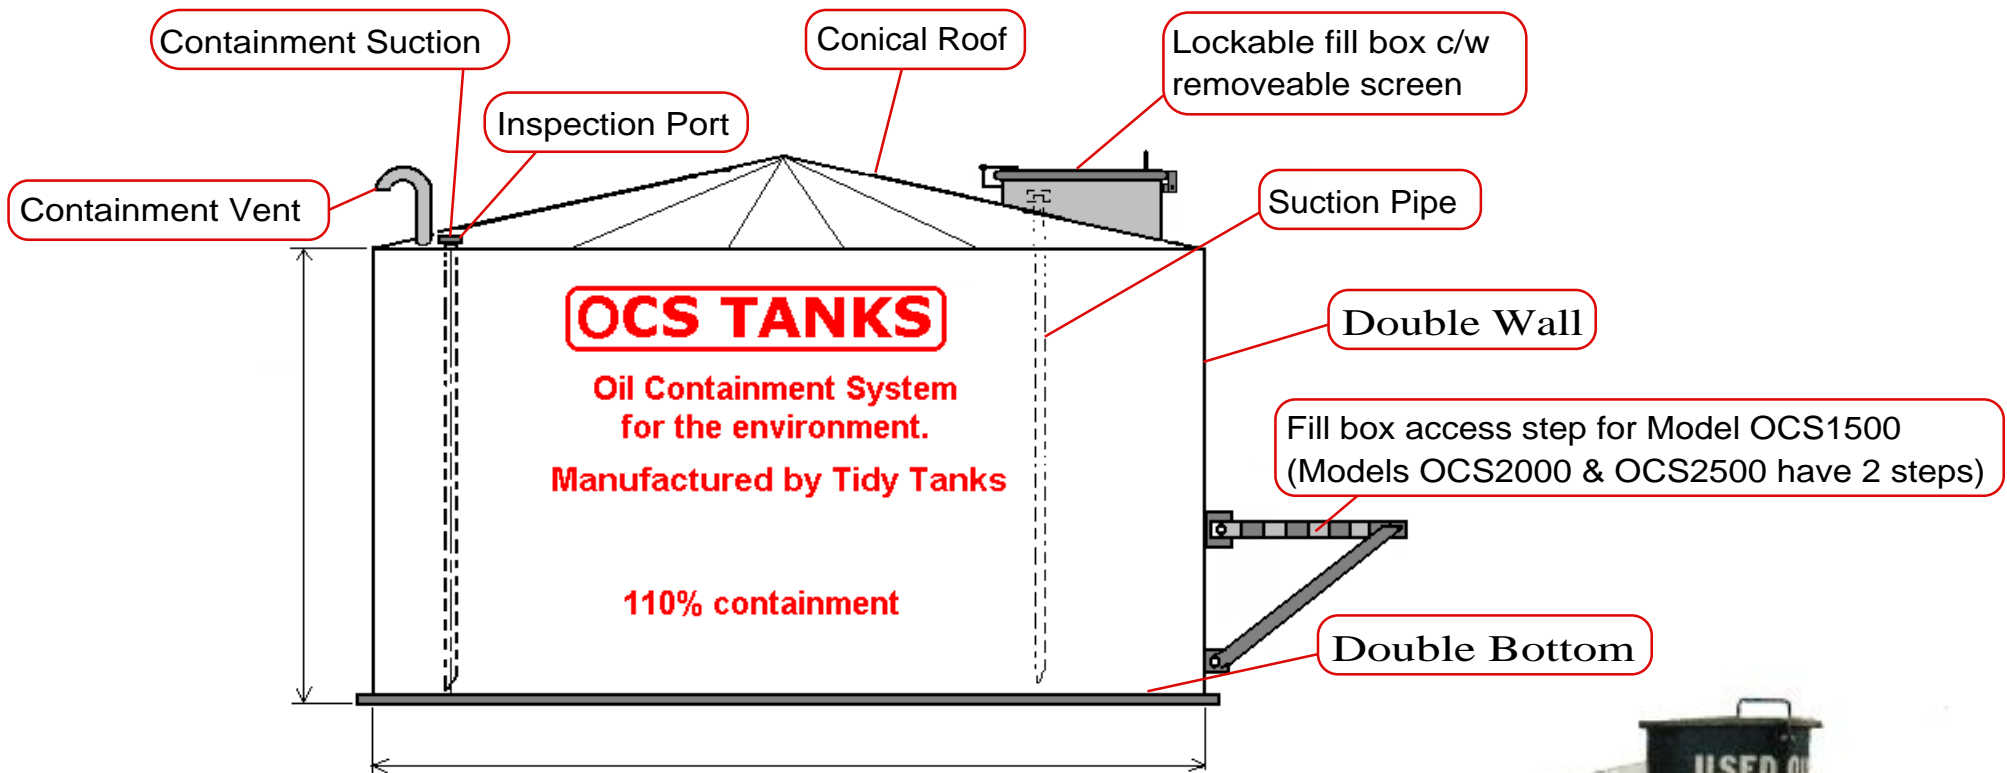 Containment Suction
Conical Roof
Lockable fill box c/w
removeable screen
Inspection Port
Containment Vent
Suction Pipe
OCS TANKS
Double Wall
Oil Containment System
for the environment.
Manufactured by Tidy Tanks
Fill box access step for Model OCS1500
(Models OCS2000 & OCS2500 have 2 steps)
110% containment
Double Bottom
USED